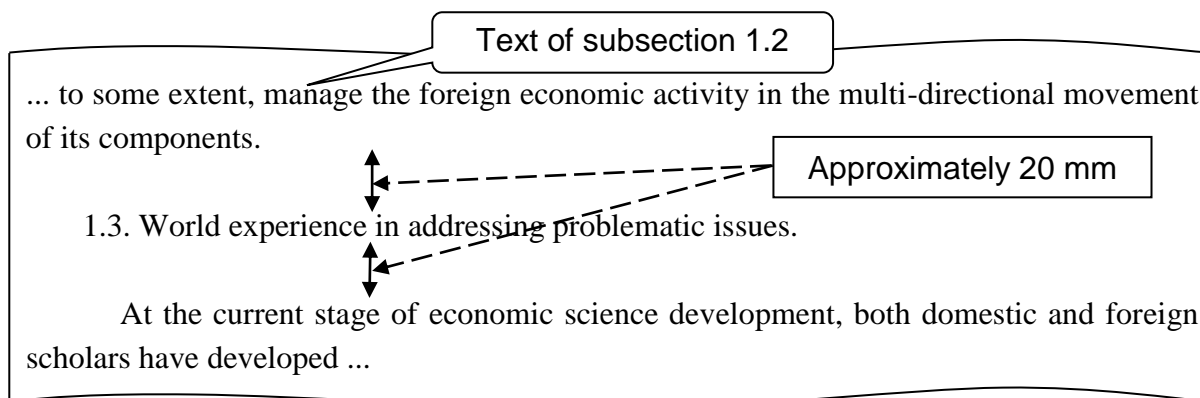 Text of subsection 1.2
... to some extent, manage the foreign economic activity in the multi-directional movement
of its components.
Approximately 20 mm
1.3. World experience in addressing problematic issues.
At the current stage of economic science development, both domestic and foreign
scholars have developed ...